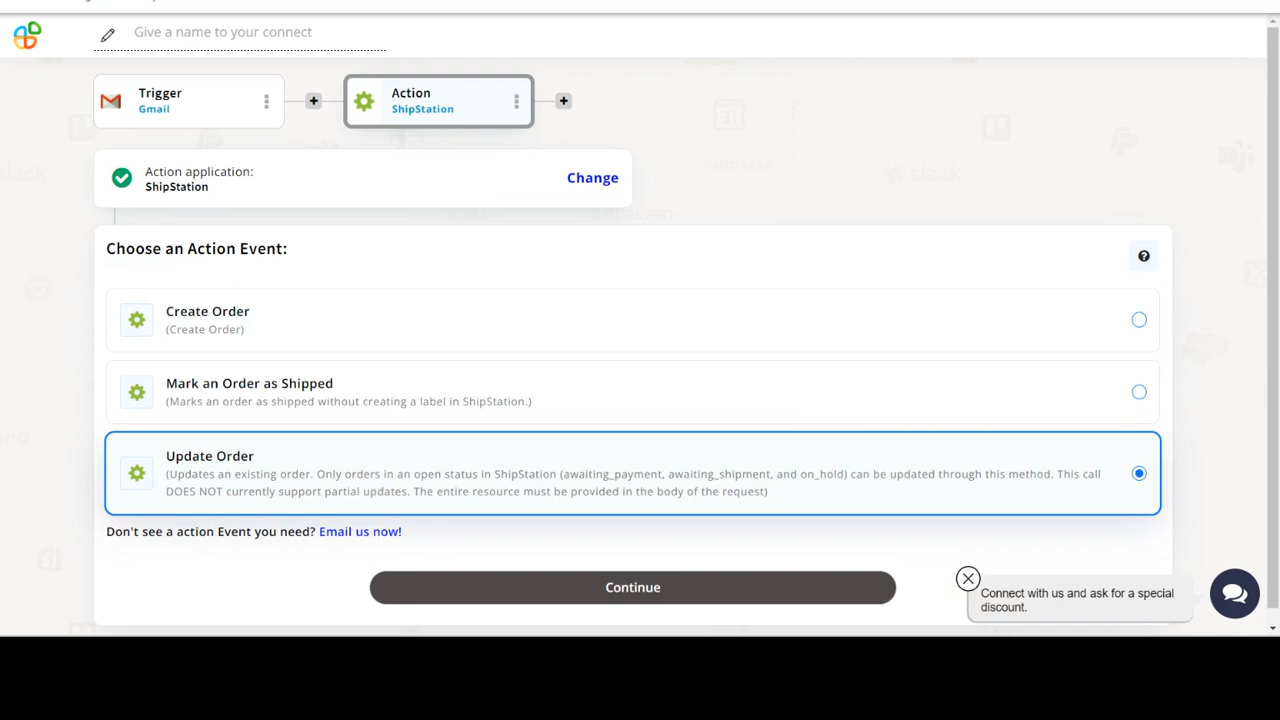 Give a name to your connect
Trigger
Gmail
Action
ShipStation
Action application:
ShipStation
Change
Choose an Action Event:
Create Order
(Create Order)
Mark an Order as Shipped
(Marks an order as shipped without creating a label in ShipStation.)
Update Order
(Updates an existing order. Only orders in an open status in ShipStation (awaiting_payment, awaiting_shipment, and on_hold) can be updated through this method. This call
DOES NOT currently support partial updates. The entire resource must be provided in the body of the request)
Don't see a action Event you need? Email us now!
Continue
Connect with us and ask for a special
discount.